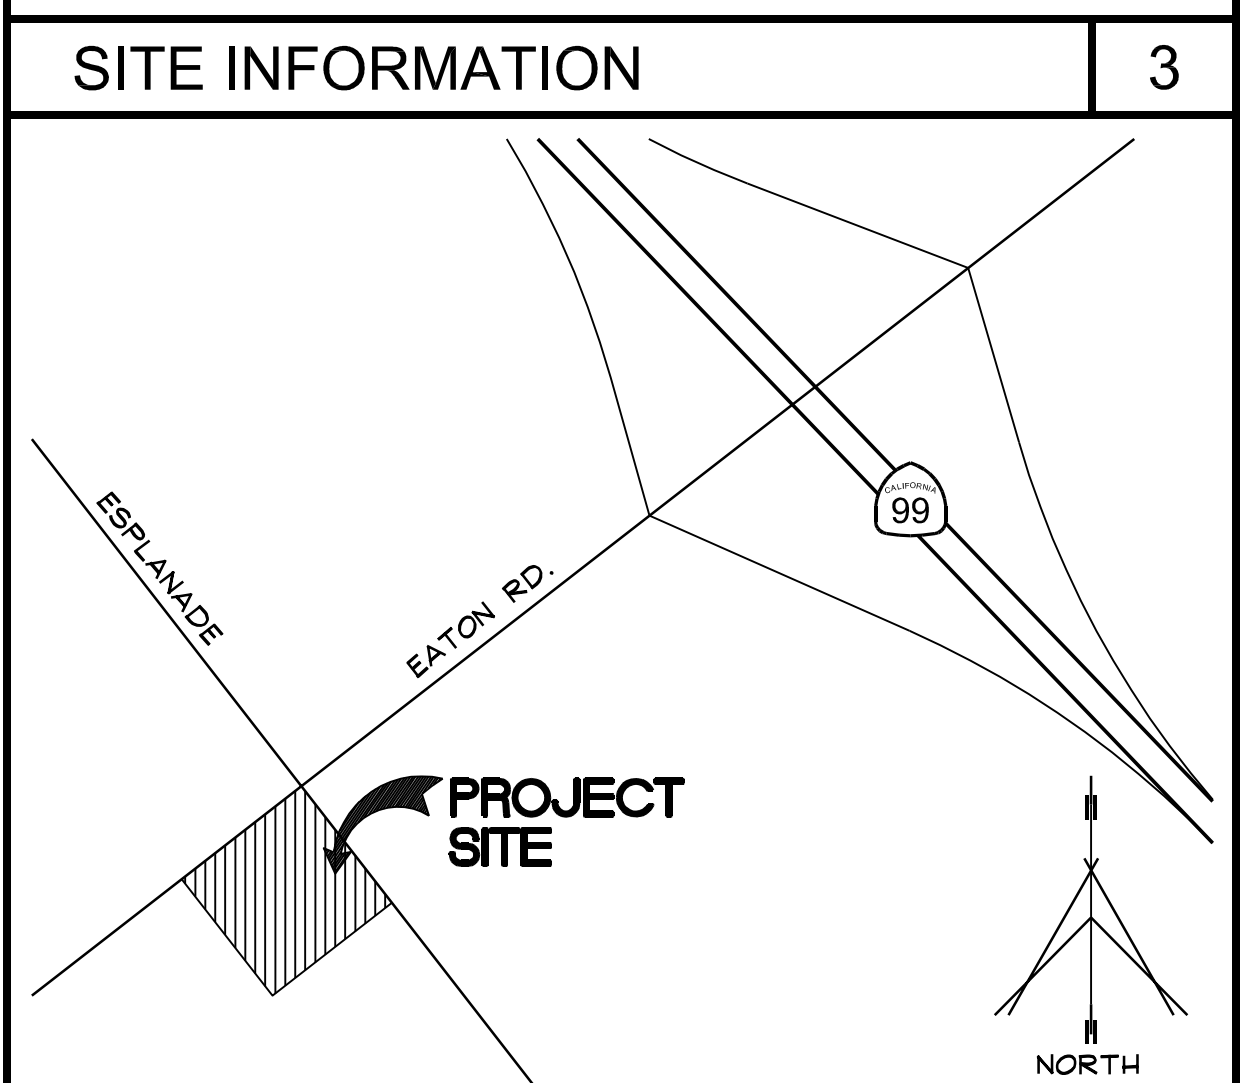 SITE INFORMATION
3
CALIFORNIA
99
ESPLANADE
EATON RD.
PROJECT
SITE
NORTH